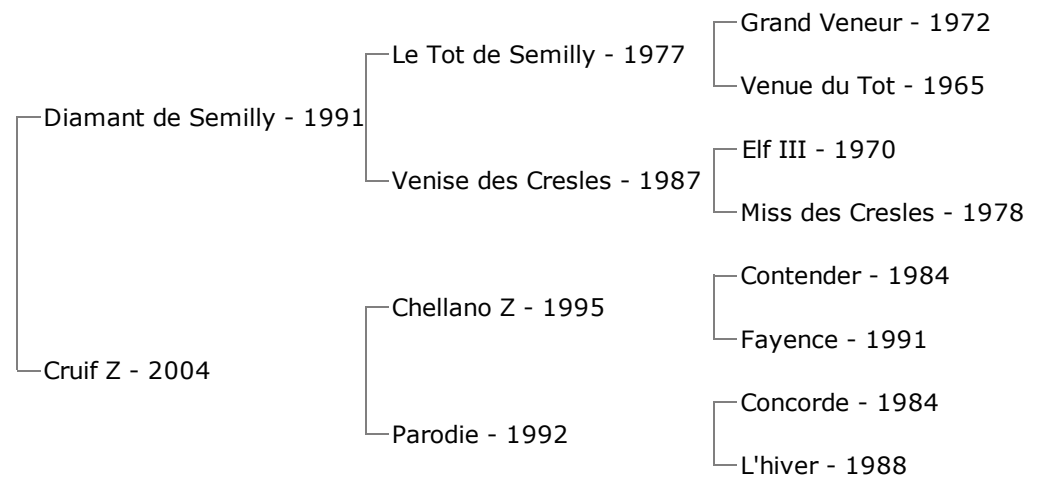 Grand Veneur - 1972
Le Tot de Semilly - 1977
Venue du Tot - 1965
Diamant de Semilly - 1991
Elf III - 1970
Venise des Cresles - 1987
Miss des Cresles - 1978
Contender - 1984
Chellano Z - 1995
Fayence - 1991
Cruif Z - 2004
Concorde - 1984
Parodie - 1992
L'hiver - 1988